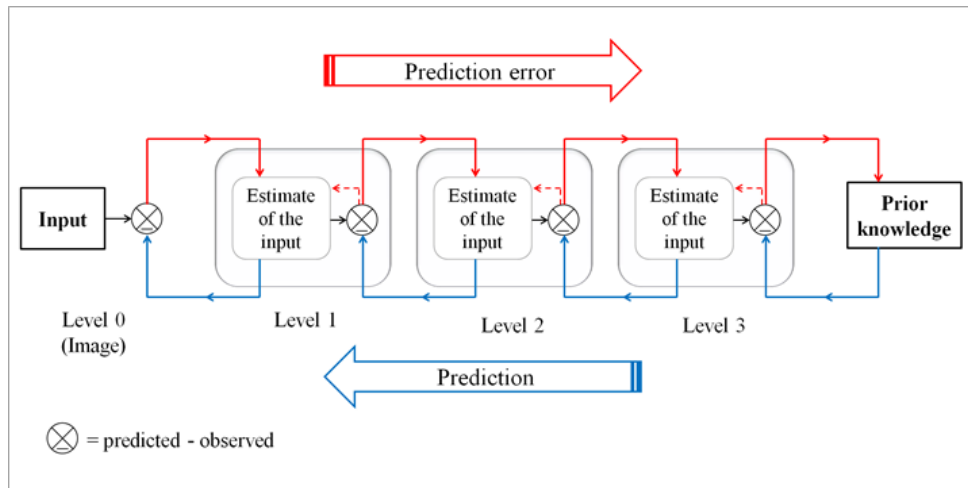 Prediction error
Input
Estimate
of the
input
Estimate
of the
input
Estimate
of the
input
Prior
knowledge
Level 0
(Image)
Level 1
Level 2
Level 3
Prediction
= predicted - observed